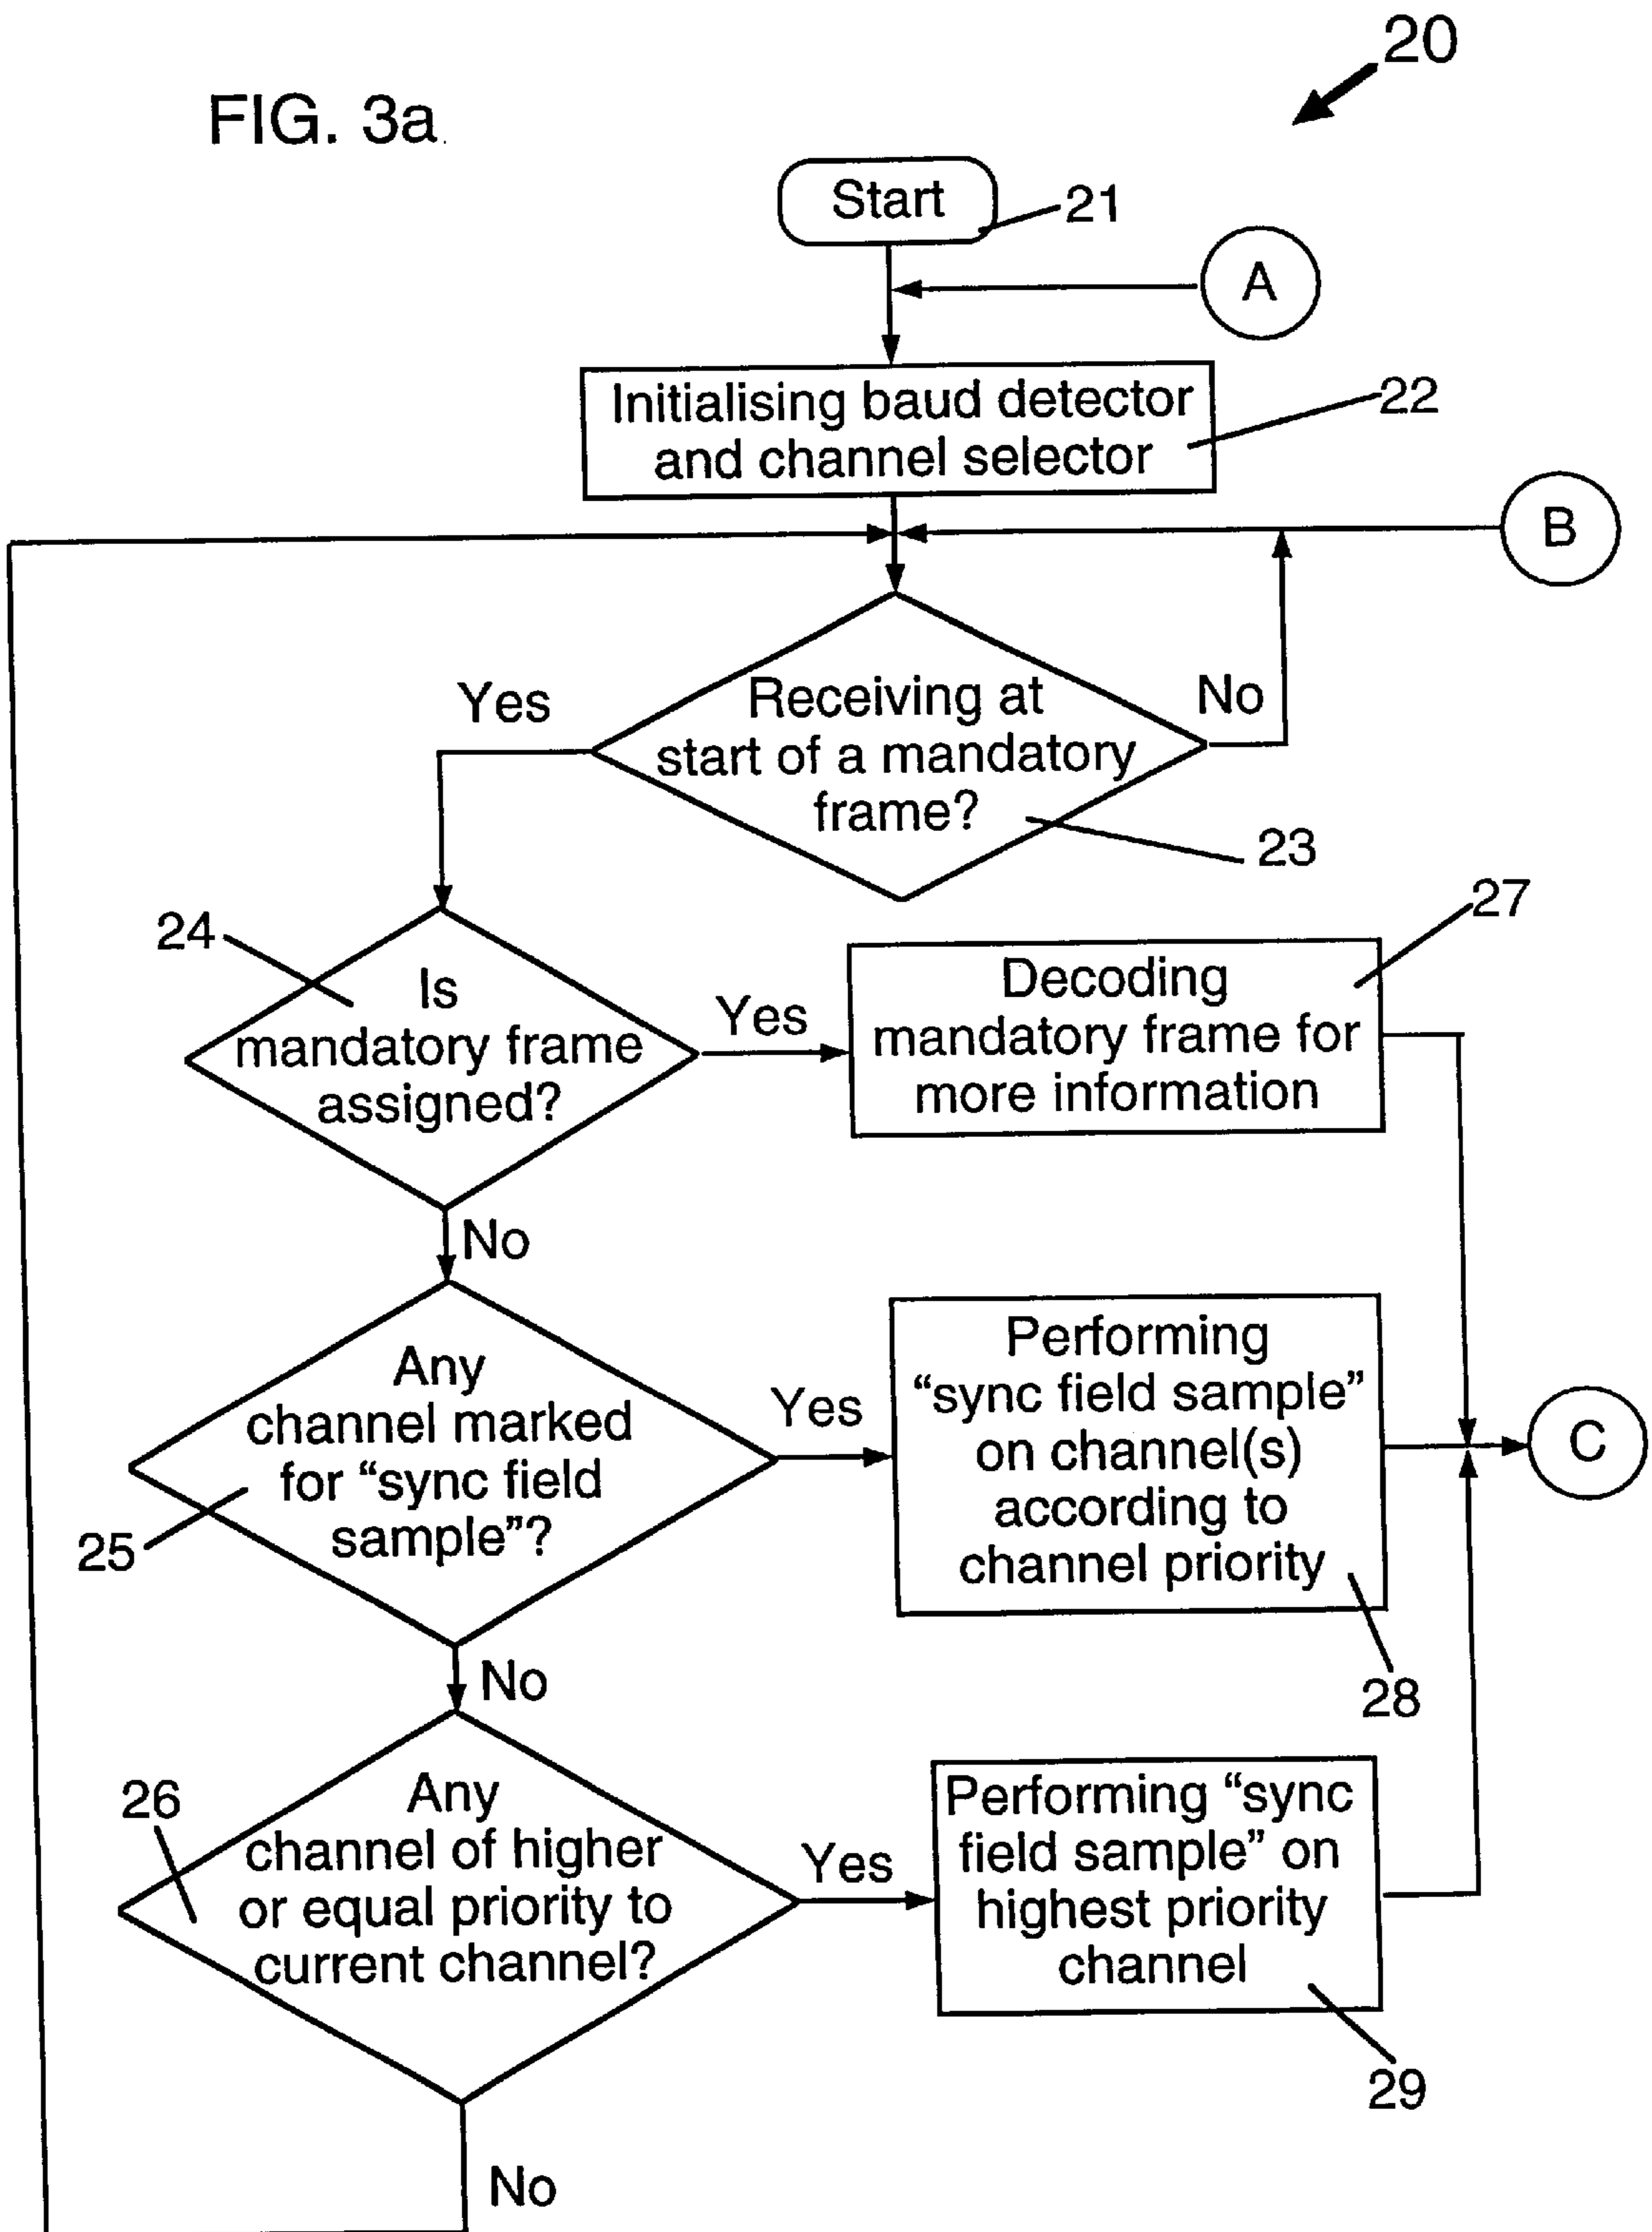 20
FIG. 3a
Start
21
A
Initialising baud detector
and channel selector
22
B
Yes
Receiving at
start of a mandatory
frame?
No
23
24
Is
mandatory frame
assigned?
Yes
Decoding
mandatory frame for
more information
27
No
Any
channel marked
for “sync field
sample”?
25
Yes
Performing
“sync field sample”
on channel(s)
according to
channel priority
28
C
No
26
Any
channel of higher
or equal priority to
current channel?
Yes
Performing “sync
field sample” on
highest priority
channel
29
No